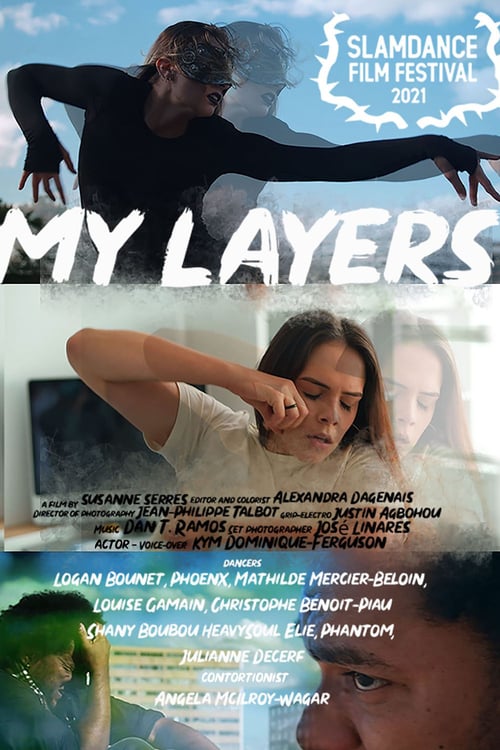 SLAMDANCE
FILM FESTIVAL
2021
MY LAYERS
A FILM BY SUSANNE SERRES EDITOR AND COLORIST ALEXANDRA DAGENAIS
DIRECTOR OF PHOTOGRAPHY JEAN-PHILIPPE TALBOT GRIP-ELECTRO JUSTIN AGBOHOU
MUSIC DAN T. RAMOS SET PHOTOGRAPHER JOSÉ LINARES
ACTOR - VOICE-OVER KYM DOMINIQUE-FERGUSON
DANCERS
LOGAN BOUNET, PHOENX, MATHILDE MERCIER-BELOIN,
LOUISE GAMAIN, CHRISTOPHE BENOIT-PIAU
SHANY BOUBOU HEAVYSOUL ELIE, PHANTOM,
JULIANNE DECERF
CONTORTIONIST
ANGELA MCILROY-WAGAR